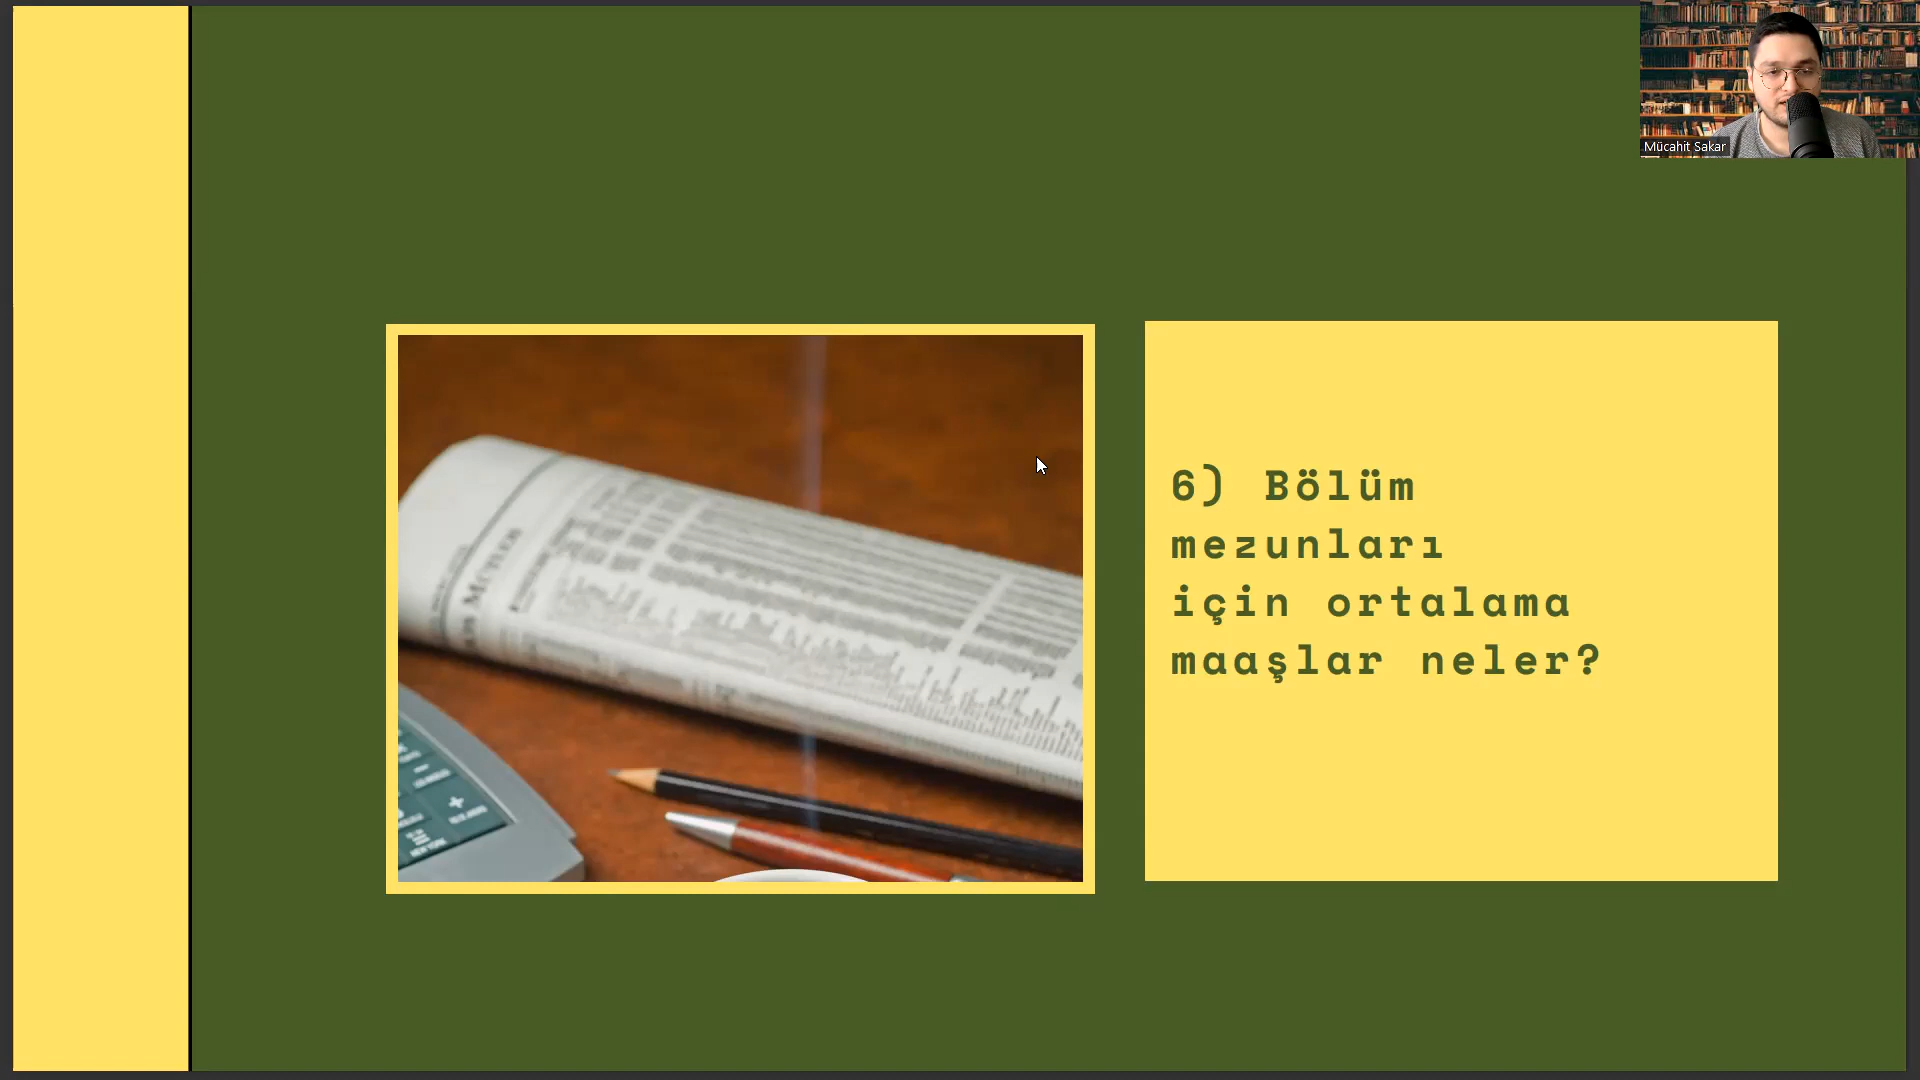 Mücahit Sakar
6) Bölüm
mezunları
için ortalama
maaşlar neler?